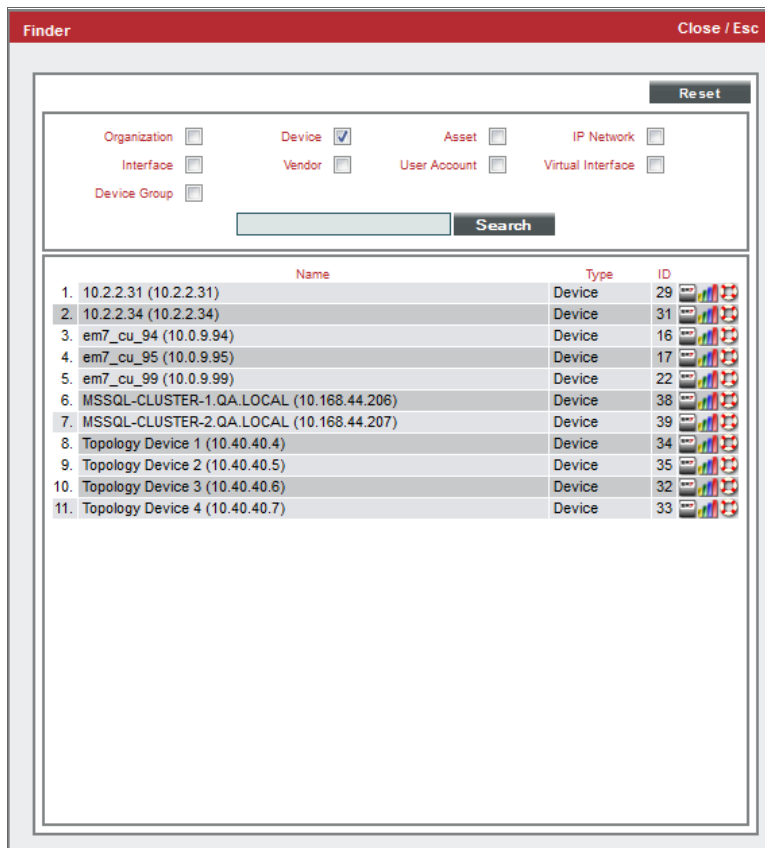 Finder Close / Esc
Reset
Organization Device Asset IP Network
Interface Vendor User Account Virtual Interface
Device Group
Search
Name Type ID
1. 10.2.2.31 (10.2.2.31) Device 29
2. 10.2.2.34 (10.2.2.34) Device 31
3. em7_cu_94 (10.0.9.94) Device 16
4. em7_cu_95 (10.0.9.95) Device 17
5. em7_cu_99 (10.0.9.99) Device 22
6. MSSQL-CLUSTER-1.QA.LOCAL (10.168.44.206) Device 38
7. MSSQL-CLUSTER-2.QA.LOCAL (10.168.44.207) Device 39
8. Topology Device 1 (10.40.40.4) Device 34
9. Topology Device 2 (10.40.40.5) Device 35
10. Topology Device 3 (10.40.40.6) Device 32
11. Topology Device 4 (10.40.40.7) Device 33